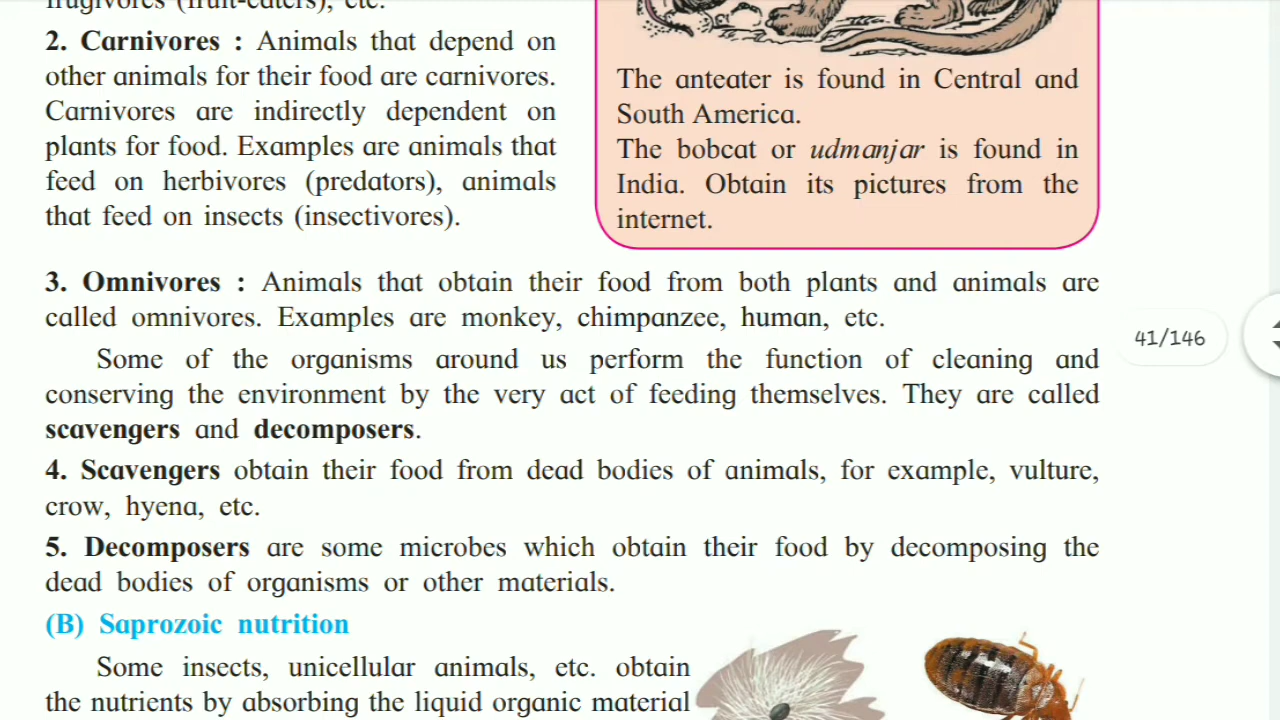 frugivores (fruit-eaters), etc.
2. Carnivores : Animals that depend on
other animals for their food are carnivores.
Carnivores are indirectly dependent on
plants for food. Examples are animals that
feed on herbivores (predators), animals
that feed on insects (insectivores).
The anteater is found in Central and
South America.
The bobcat or udmanjar is found in
India. Obtain its pictures from the
internet.
3. Omnivores : Animals that obtain their food from both plants and animals are
called omnivores. Examples are monkey, chimpanzee, human, etc.
41/146
Some of the organisms around us perform the function of cleaning and
conserving the environment by the very act of feeding themselves. They are called
scavengers and decomposers.
4. Scavengers obtain their food from dead bodies of animals, for example, vulture,
crow, hyena, etc.
5. Decomposers are some microbes which obtain their food by decomposing the
dead bodies of organisms or other materials.
(B) Saprozoic nutrition
Some insects, unicellular animals, etc. obtain
the nutrients by absorbing the liquid organic material